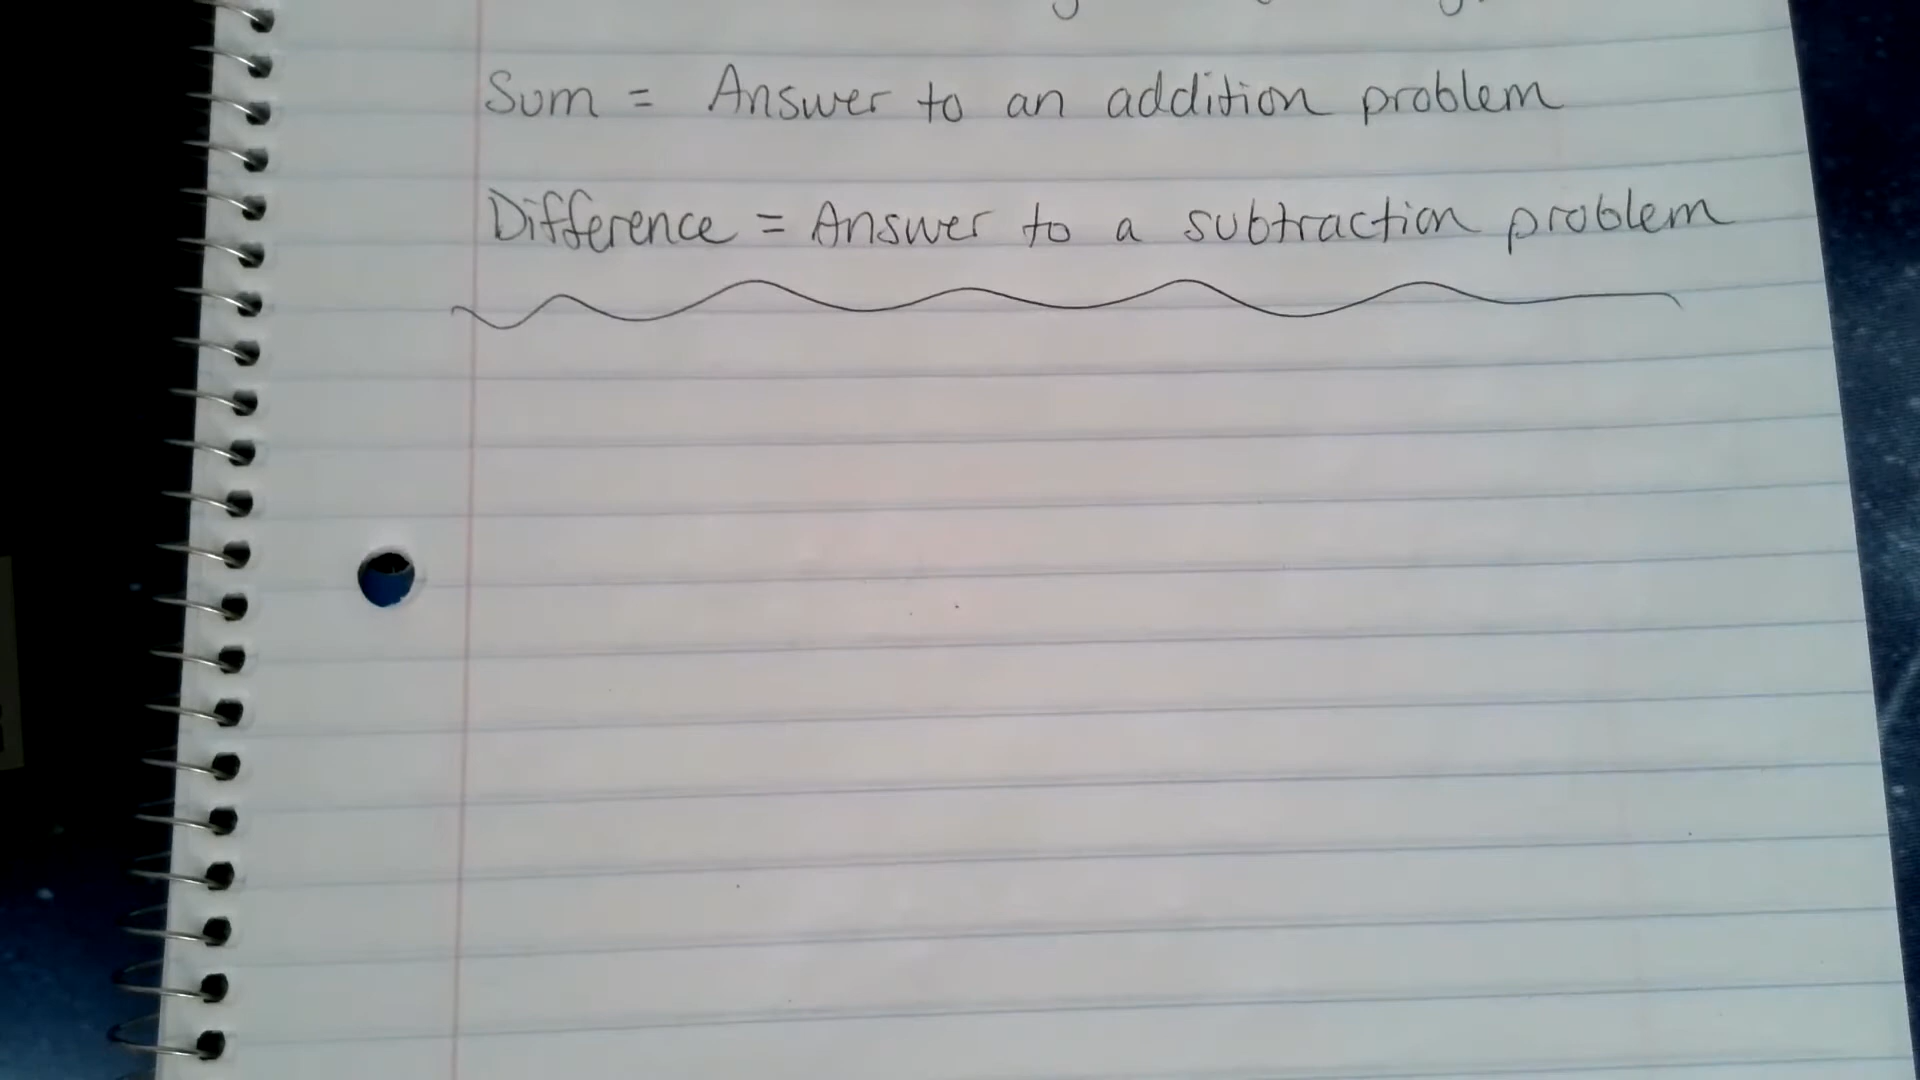 Sum = Answer to an addition problem
Difference = Answer to a subtraction problem